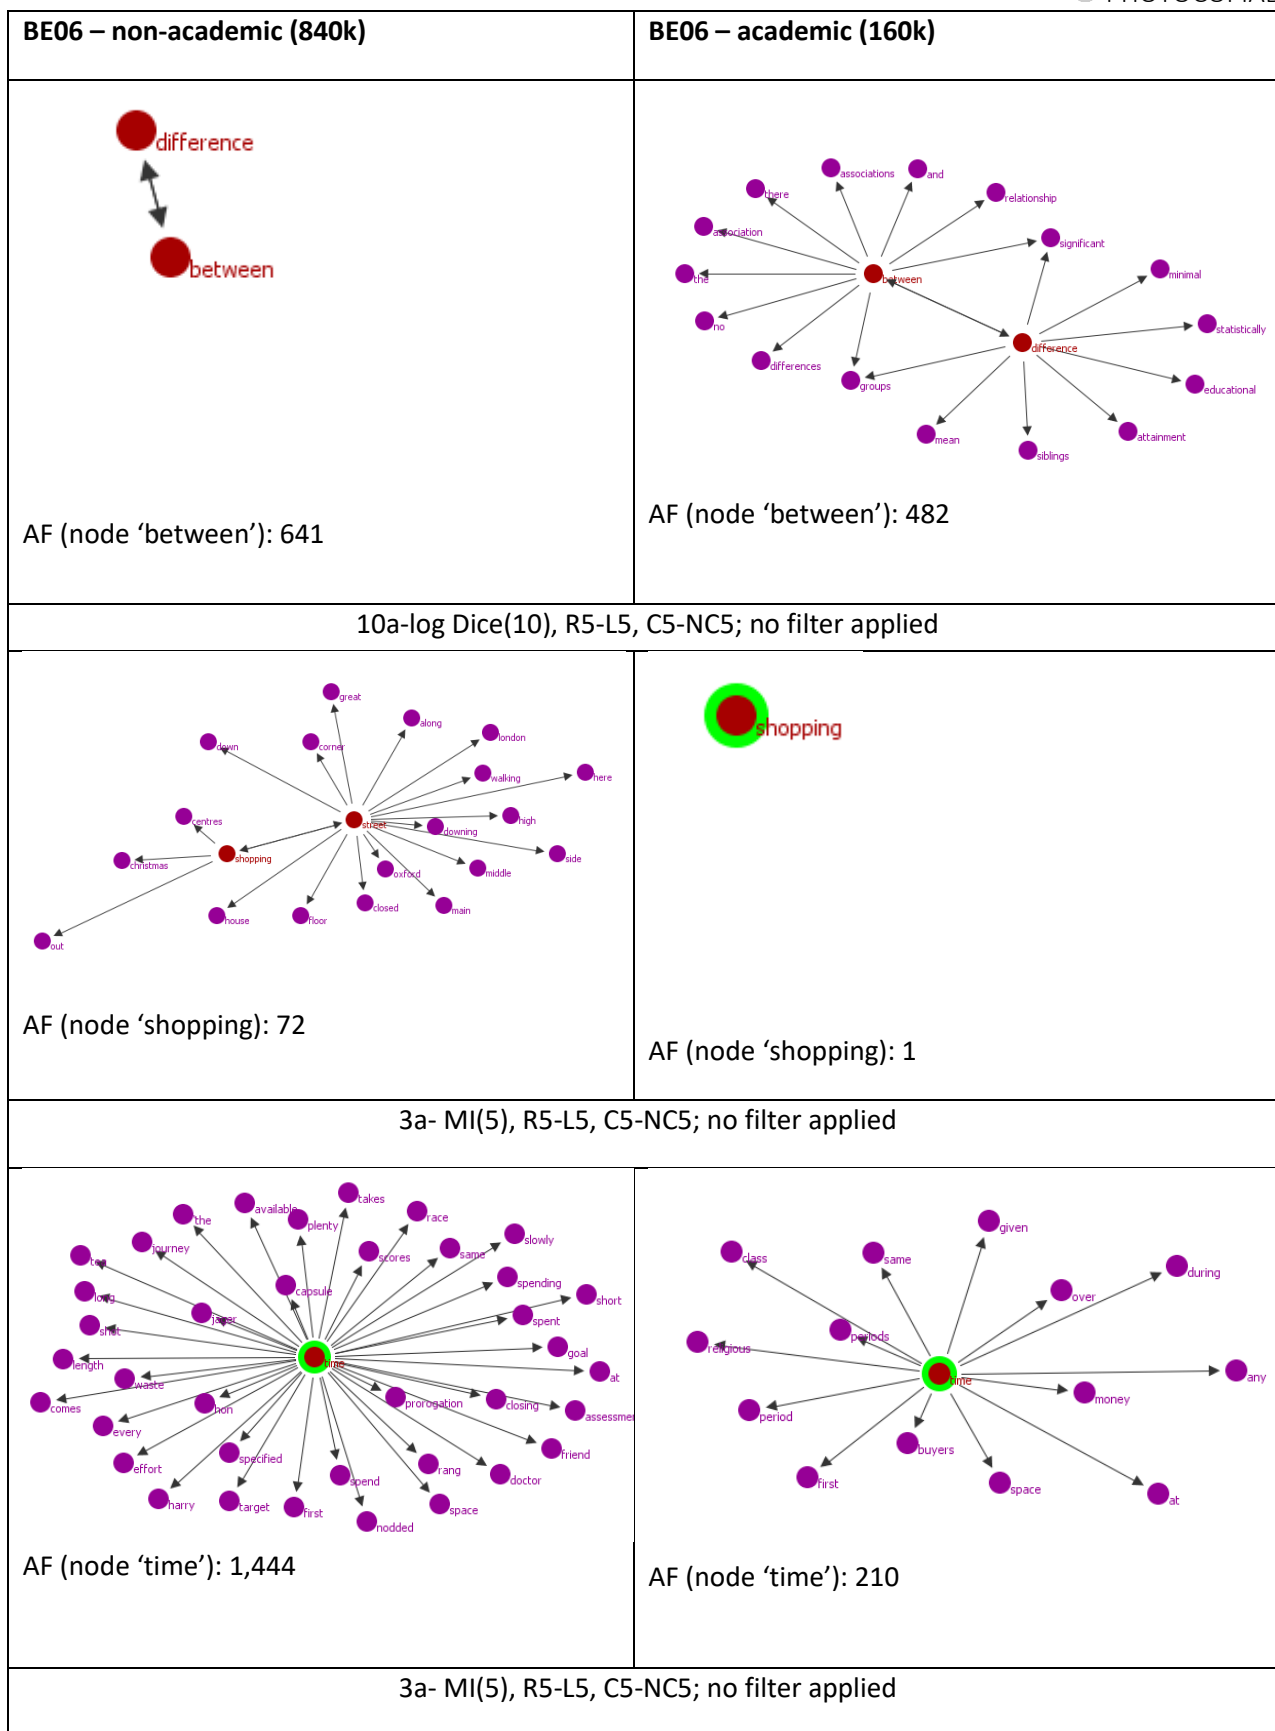 BE06 – non-academic (840k)
BE06 – academic (160k)
difference
between
AF (node ‘between’): 641
associations
and
there
relationship
association
significant
the
between
minimal
no
statistically
difference
differences
groups
educational
mean
attainment
siblings
AF (node ‘between’): 482
10a-log Dice(10), R5-L5, C5-NC5; no filter applied
great
along
down
corner
london
walking
here
centres
street
high
downing
shopping
christmas
side
oxford
middle
house
floor
closed
main
out
AF (node ‘shopping): 72
shopping
AF (node ‘shopping): 1
3a- MI(5), R5-L5, C5-NC5; no filter applied
takes
available
the
plenty
race
journey
slowly
scores
same
long
capsule
spending
short
spent
shot
goal
length
time
at
waste
comes
hon
prorogation
closing
every
friend
effort
specified
rang
spend
doctor
harry
target
first
space
nodded
AF (node ‘time’): 1,444
given
class
same
during
over
periods
religious
time
any
money
period
buyers
first
space
at
AF (node ‘time’): 210
3a- MI(5), R5-L5, C5-NC5; no filter applied